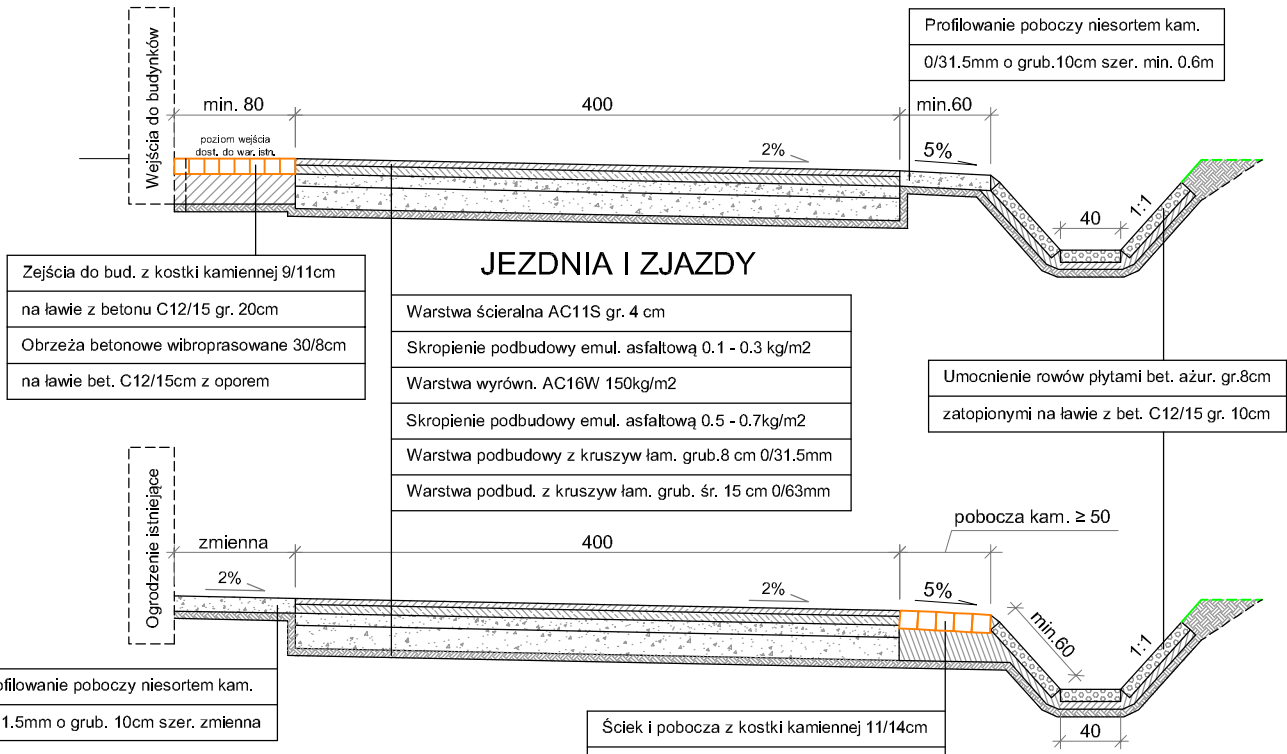 Profilowanie poboczy niesortem kam.
0/31.5mm o grub.10cm szer. min. 0.6m
Wejścia do budynków
min. 80
400
min.60
poziom wejścia
dost. do war. istn.
2%
5%
40
1:1
JEZDNIA I ZJAZDY
Zejścia do bud. z kostki kamiennej 9/11cm
na ławie z betonu C12/15 gr. 20cm
Obrzeża betonowe wibroprasowane 30/8cm
na ławie bet. C12/15cm z oporem
Warstwa ścieralna AC11S gr. 4 cm
Skropienie podbudowy emul. asfaltową 0.1 - 0.3 kg/m2
Warstwa wyrówn. AC16W 150kg/m2
Skropienie podbudowy emul. asfaltową 0.5 - 0.7kg/m2
Warstwa podbudowy z kruszyw łam. grub.8 cm 0/31.5mm
Warstwa podbud. z kruszyw łam. grub. śr. 15 cm 0/63mm
Umocnienie rowów płytami bet. ażur. gr.8cm
zatopionymi na ławie z bet. C12/15 gr. 10cm
Ogrodzenie istniejące
zmienna
400
pobocza kam. ≥ 50
2%
2%
5%
min.60
1:1
40
ofilowanie poboczy niesortem kam.
1.5mm o grub. 10cm szer. zmienna
Ściek i pobocza z kostki kamiennej 11/14cm